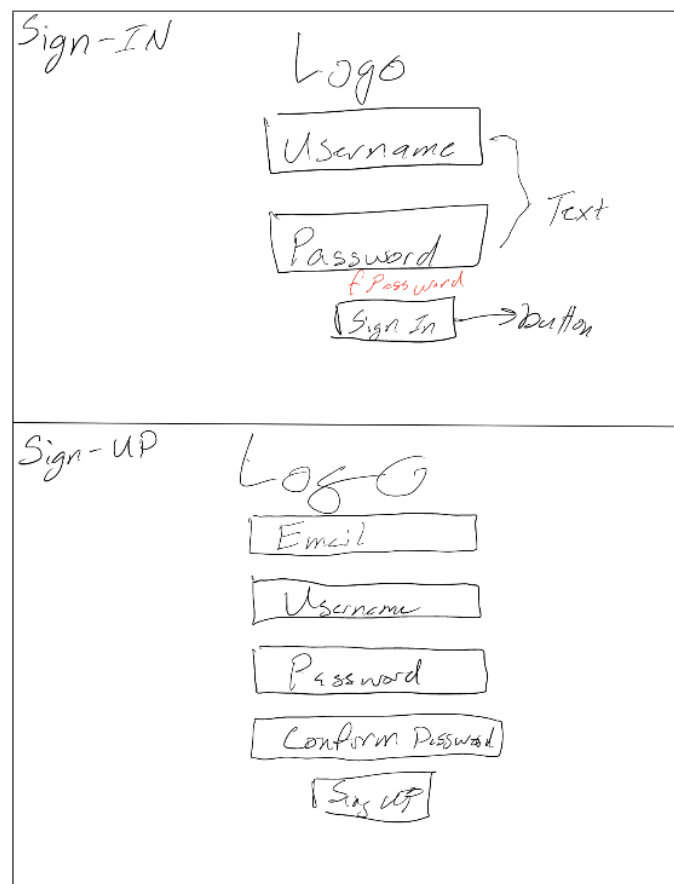 Sign-IN
Logo
Username
Text
Password
f Password
Sign In
button
Sign-UP
Logo
Email
Username
Password
Confirm Password
Sing UP